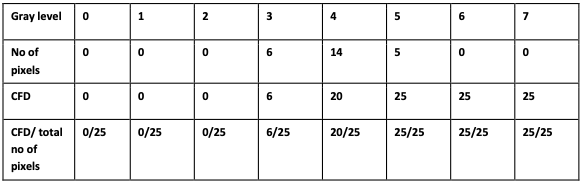 Gray level 0 1 2 3 4 5 6 7
No of 0 0 0 6 14 5 0 0
pixels
CFD 0 0 0 6 20 25 25 25
CFD/ total 0/25 0/25 0/25 6/25 20/25 25/25 25/25 25/25
no of
pixels